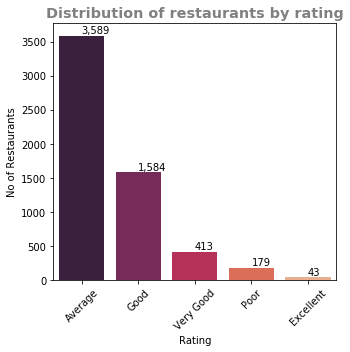 Distribution of restaurants by rating
No of Restaurants
3500
3000
2500
2000
1500
1000
500
0
3,589
1,584
413
179
43
Average
Good
Very Good
Poor
Excellent
Rating